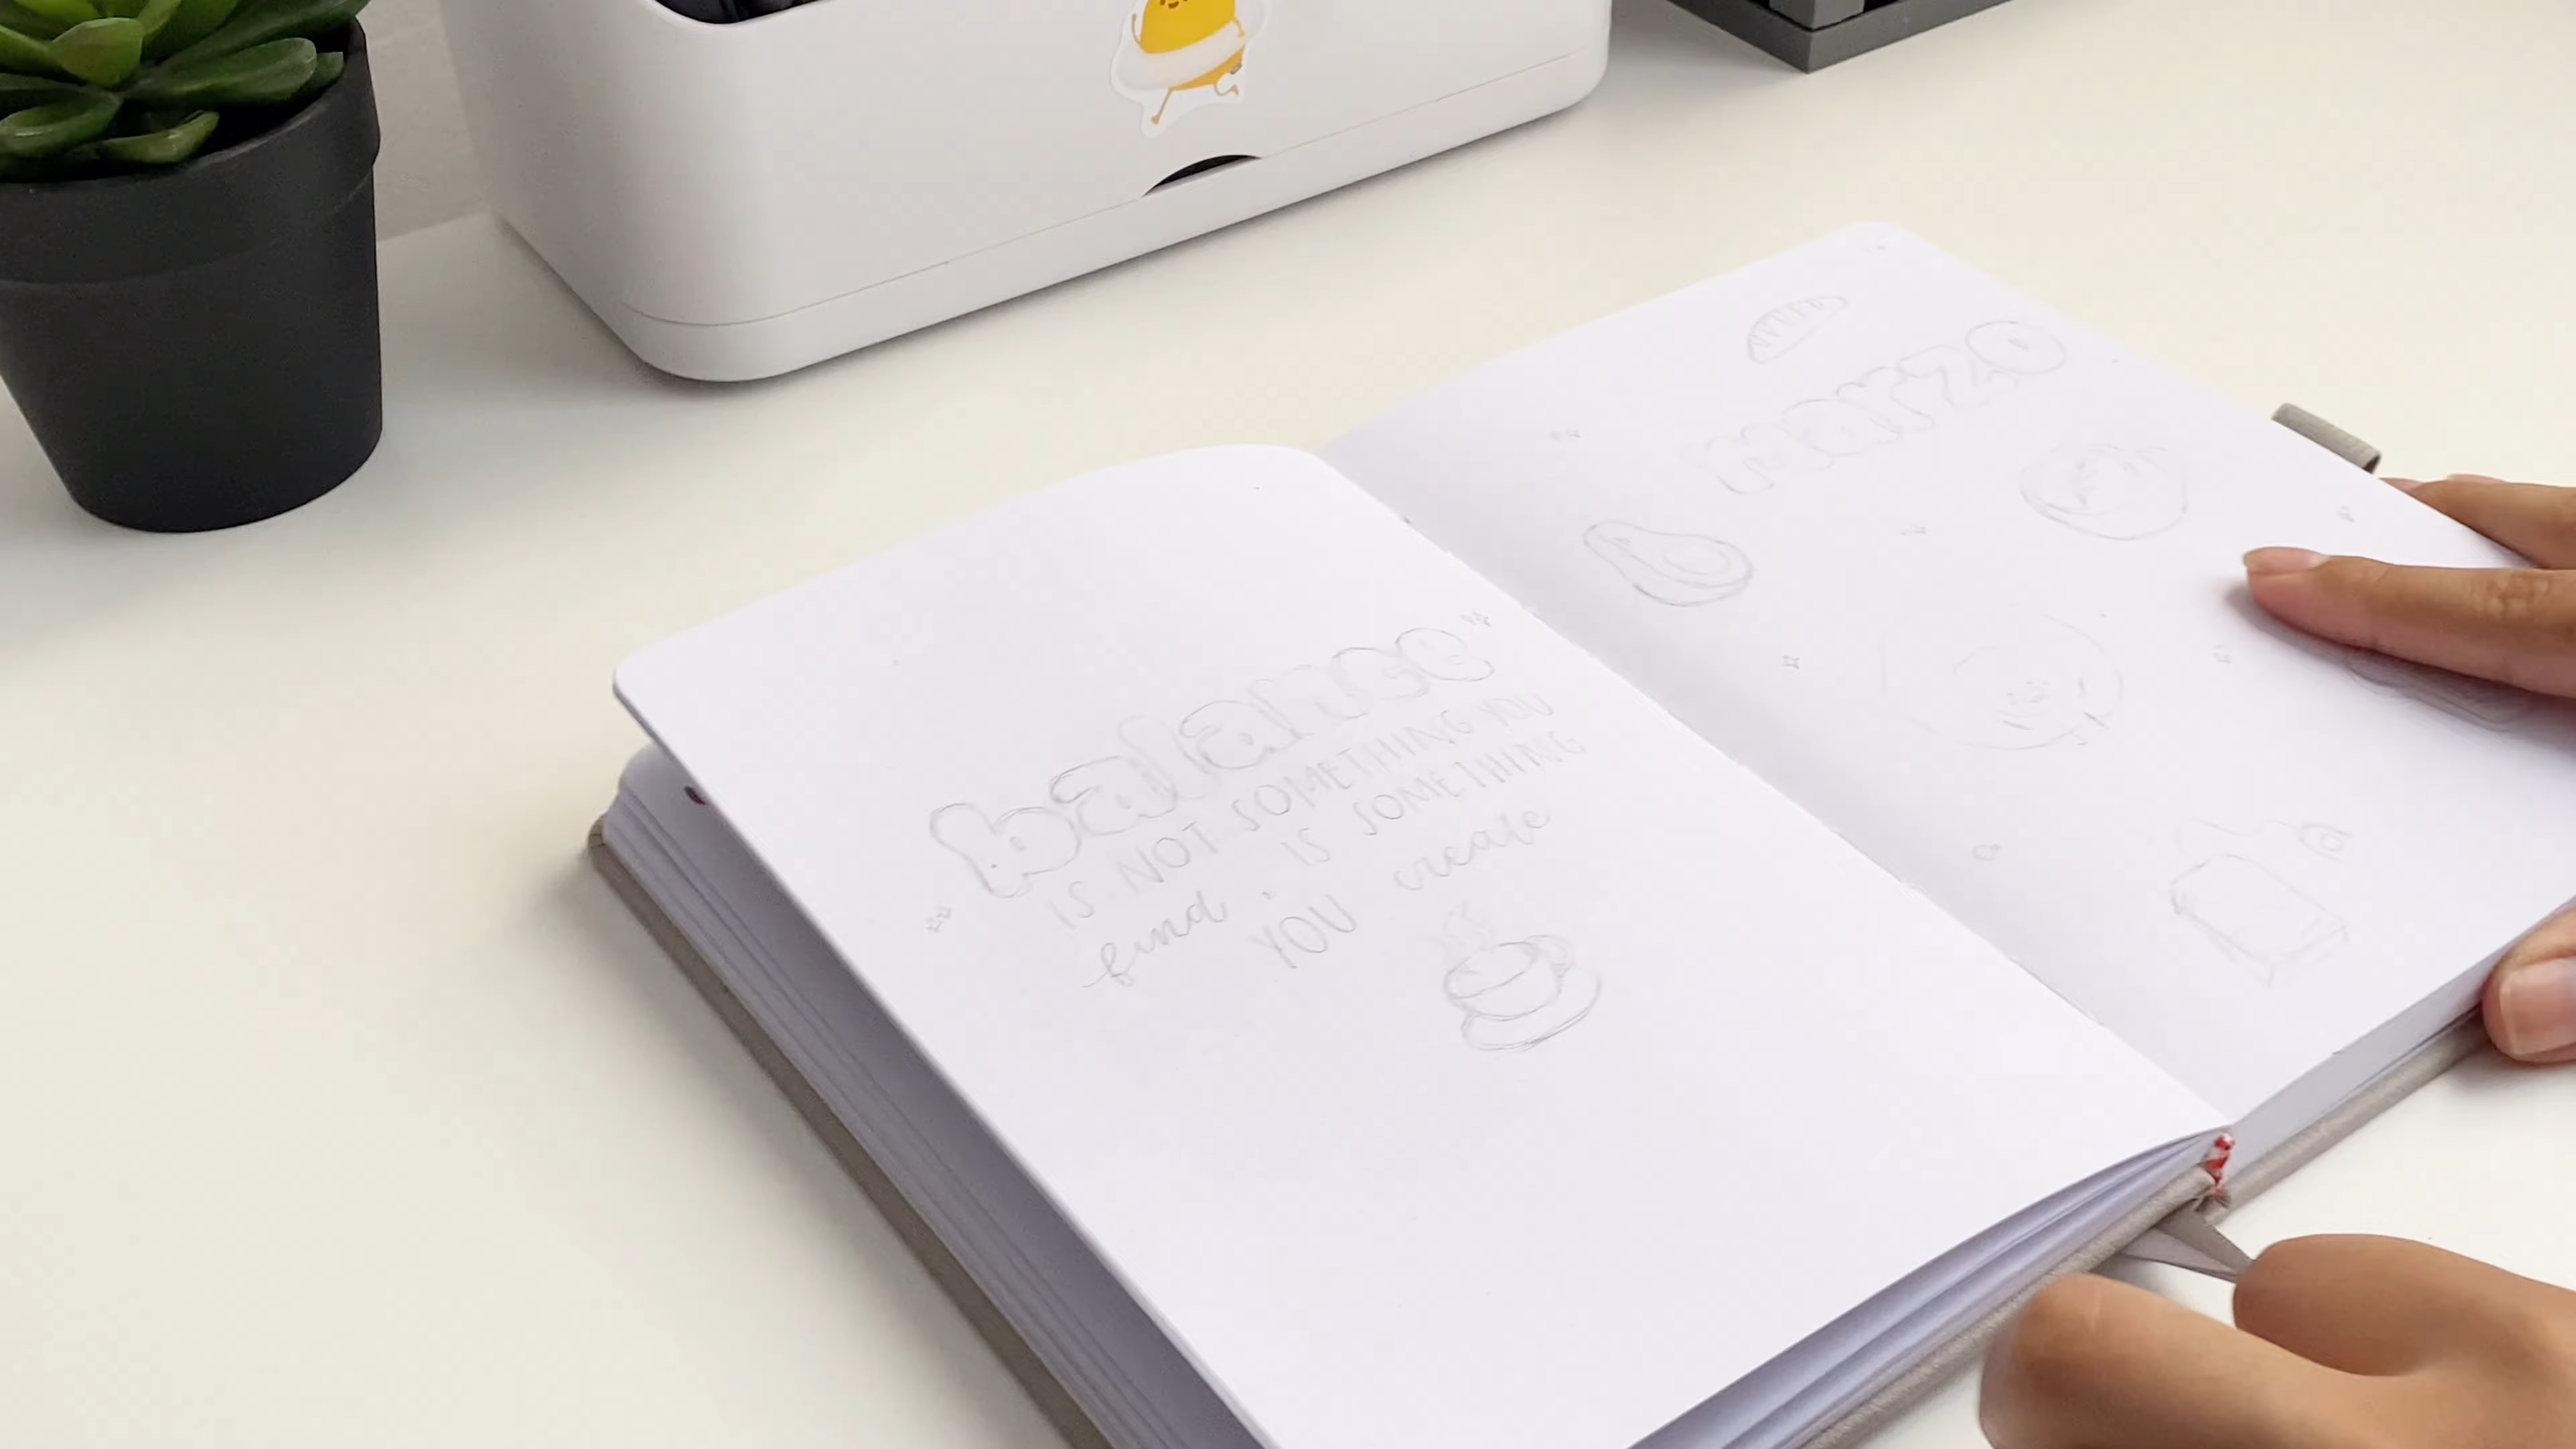 balance
IS NOT SOMETHING YOU
find, IS SOMETHING
YOU create
marzo